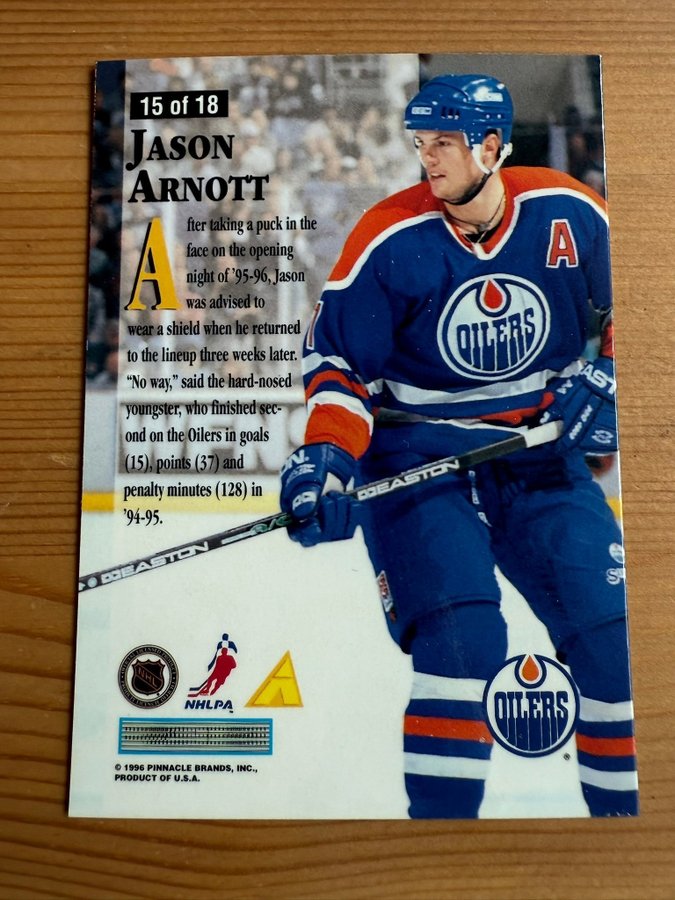 15 of 18
JASON
ARNOTT
After taking a puck in the
face on the opening
night of '95-96, Jason
was advised to
wear a shield when he returned
to the lineup three weeks later.
"No way," said the hard-nosed
youngster, who finished sec-
ond on the Oilers in goals
(15), points (37) and
penalty minutes (128) in
'94-95.
A
OILERS
EASTON
EASTON
EASTON
NHL
NHLPA
OILERS
®
© 1996 PINNACLE BRANDS, INC.,
PRODUCT OF U.S.A.